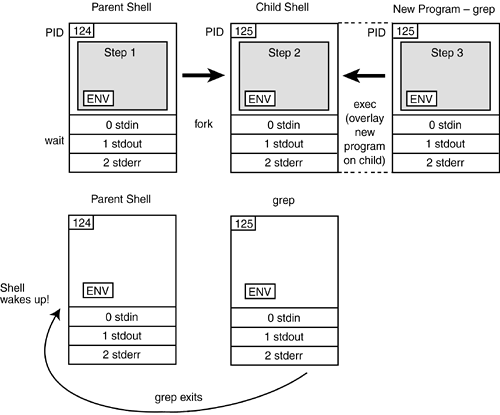 Parent Shell
Child Shell
New Program – grep
PID
124
PID
125
PID
Step 1
Step 2
Step 3
ENV
ENV
ENV
wait
fork
exec
(overlay
new
program
on child)
0 stdin
0 stdin
0 stdin
1 stdout
1 stdout
1 stdout
2 stderr
2 stderr
2 stderr
Parent Shell
grep
124
125
Shell
wakes up!
ENV
ENV
0 stdin
0 stdin
1 stdout
1 stdout
2 stderr
2 stderr
grep exits